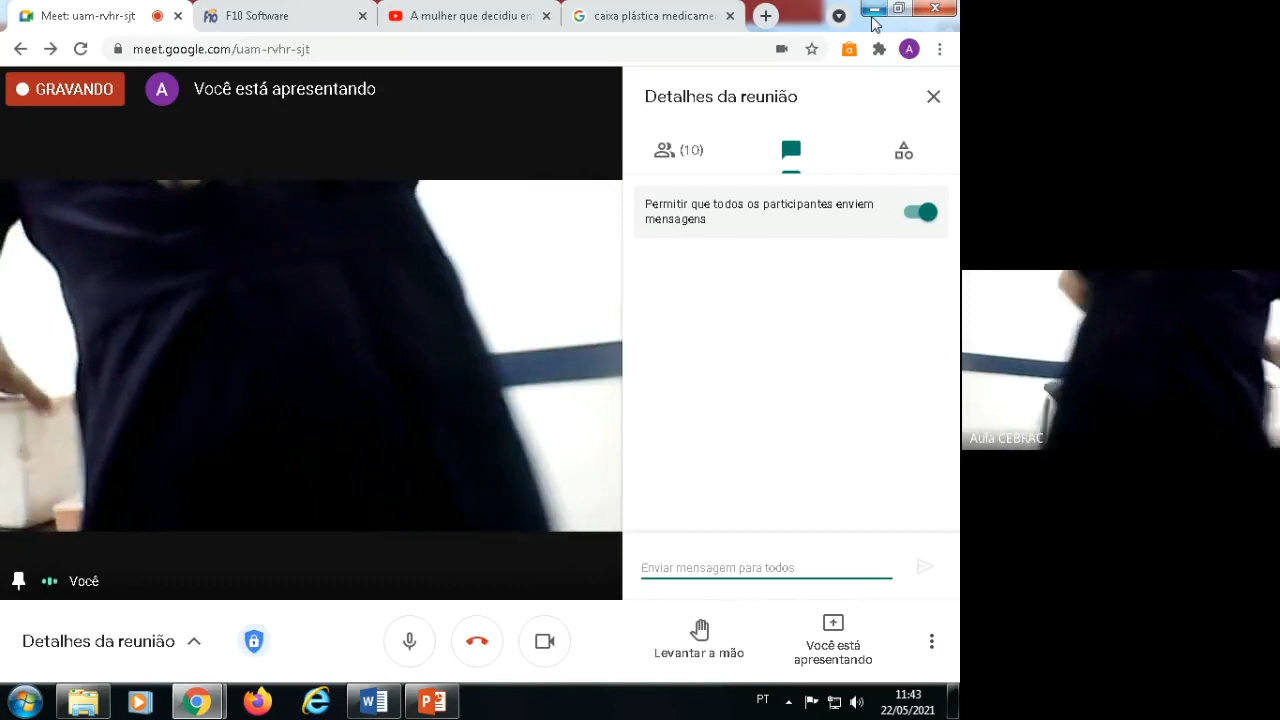 Meet: uam-rvhr-sjt
F10 Software
A mulher que decidiu en
caixa plástica medicamen
meet.google.com/uam-rvhr-sjt
A
GRAVANDO
A
Você está apresentando
Detalhes da reunião
(10)
Permitir que todos os participantes enviem
mensagens
Aula CEBRAC
Enviar mensagem para todos
Você
Detalhes da reunião
Levantar a mão
Você está
apresentando
PT
11:43
22/05/2021